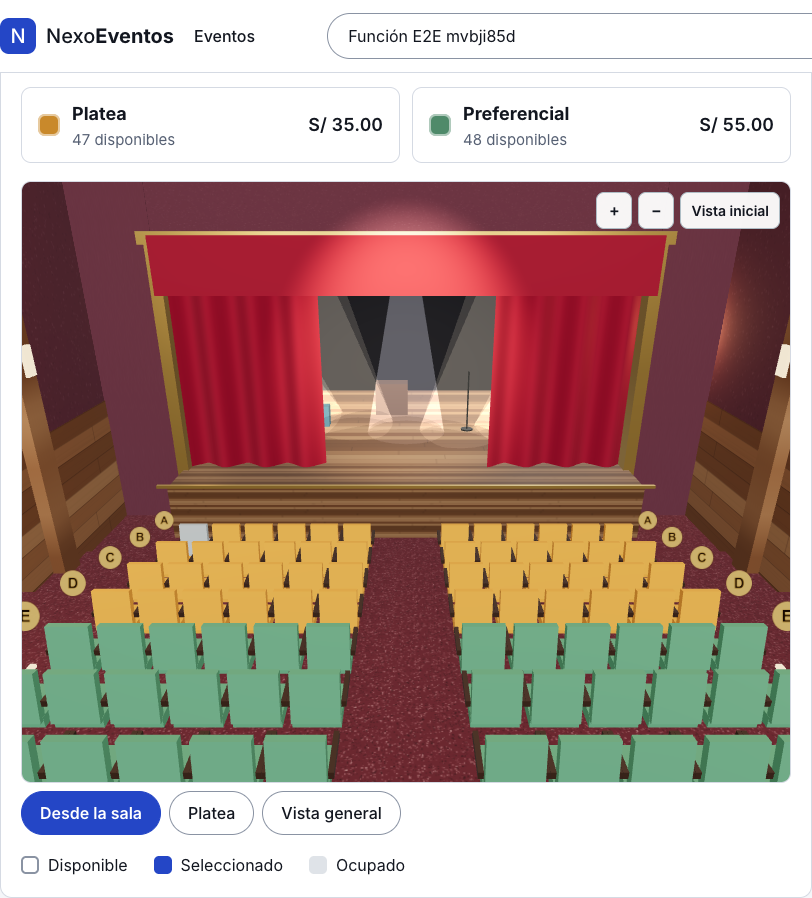 N NexoEventos Eventos Función E2E mvbji85d
Platea
47 disponibles
S/ 35.00
Preferencial
48 disponibles
S/ 55.00
+ − Vista inicial
A A
B B
C C
D D
E E
Desde la sala Platea Vista general
Disponible Seleccionado Ocupado